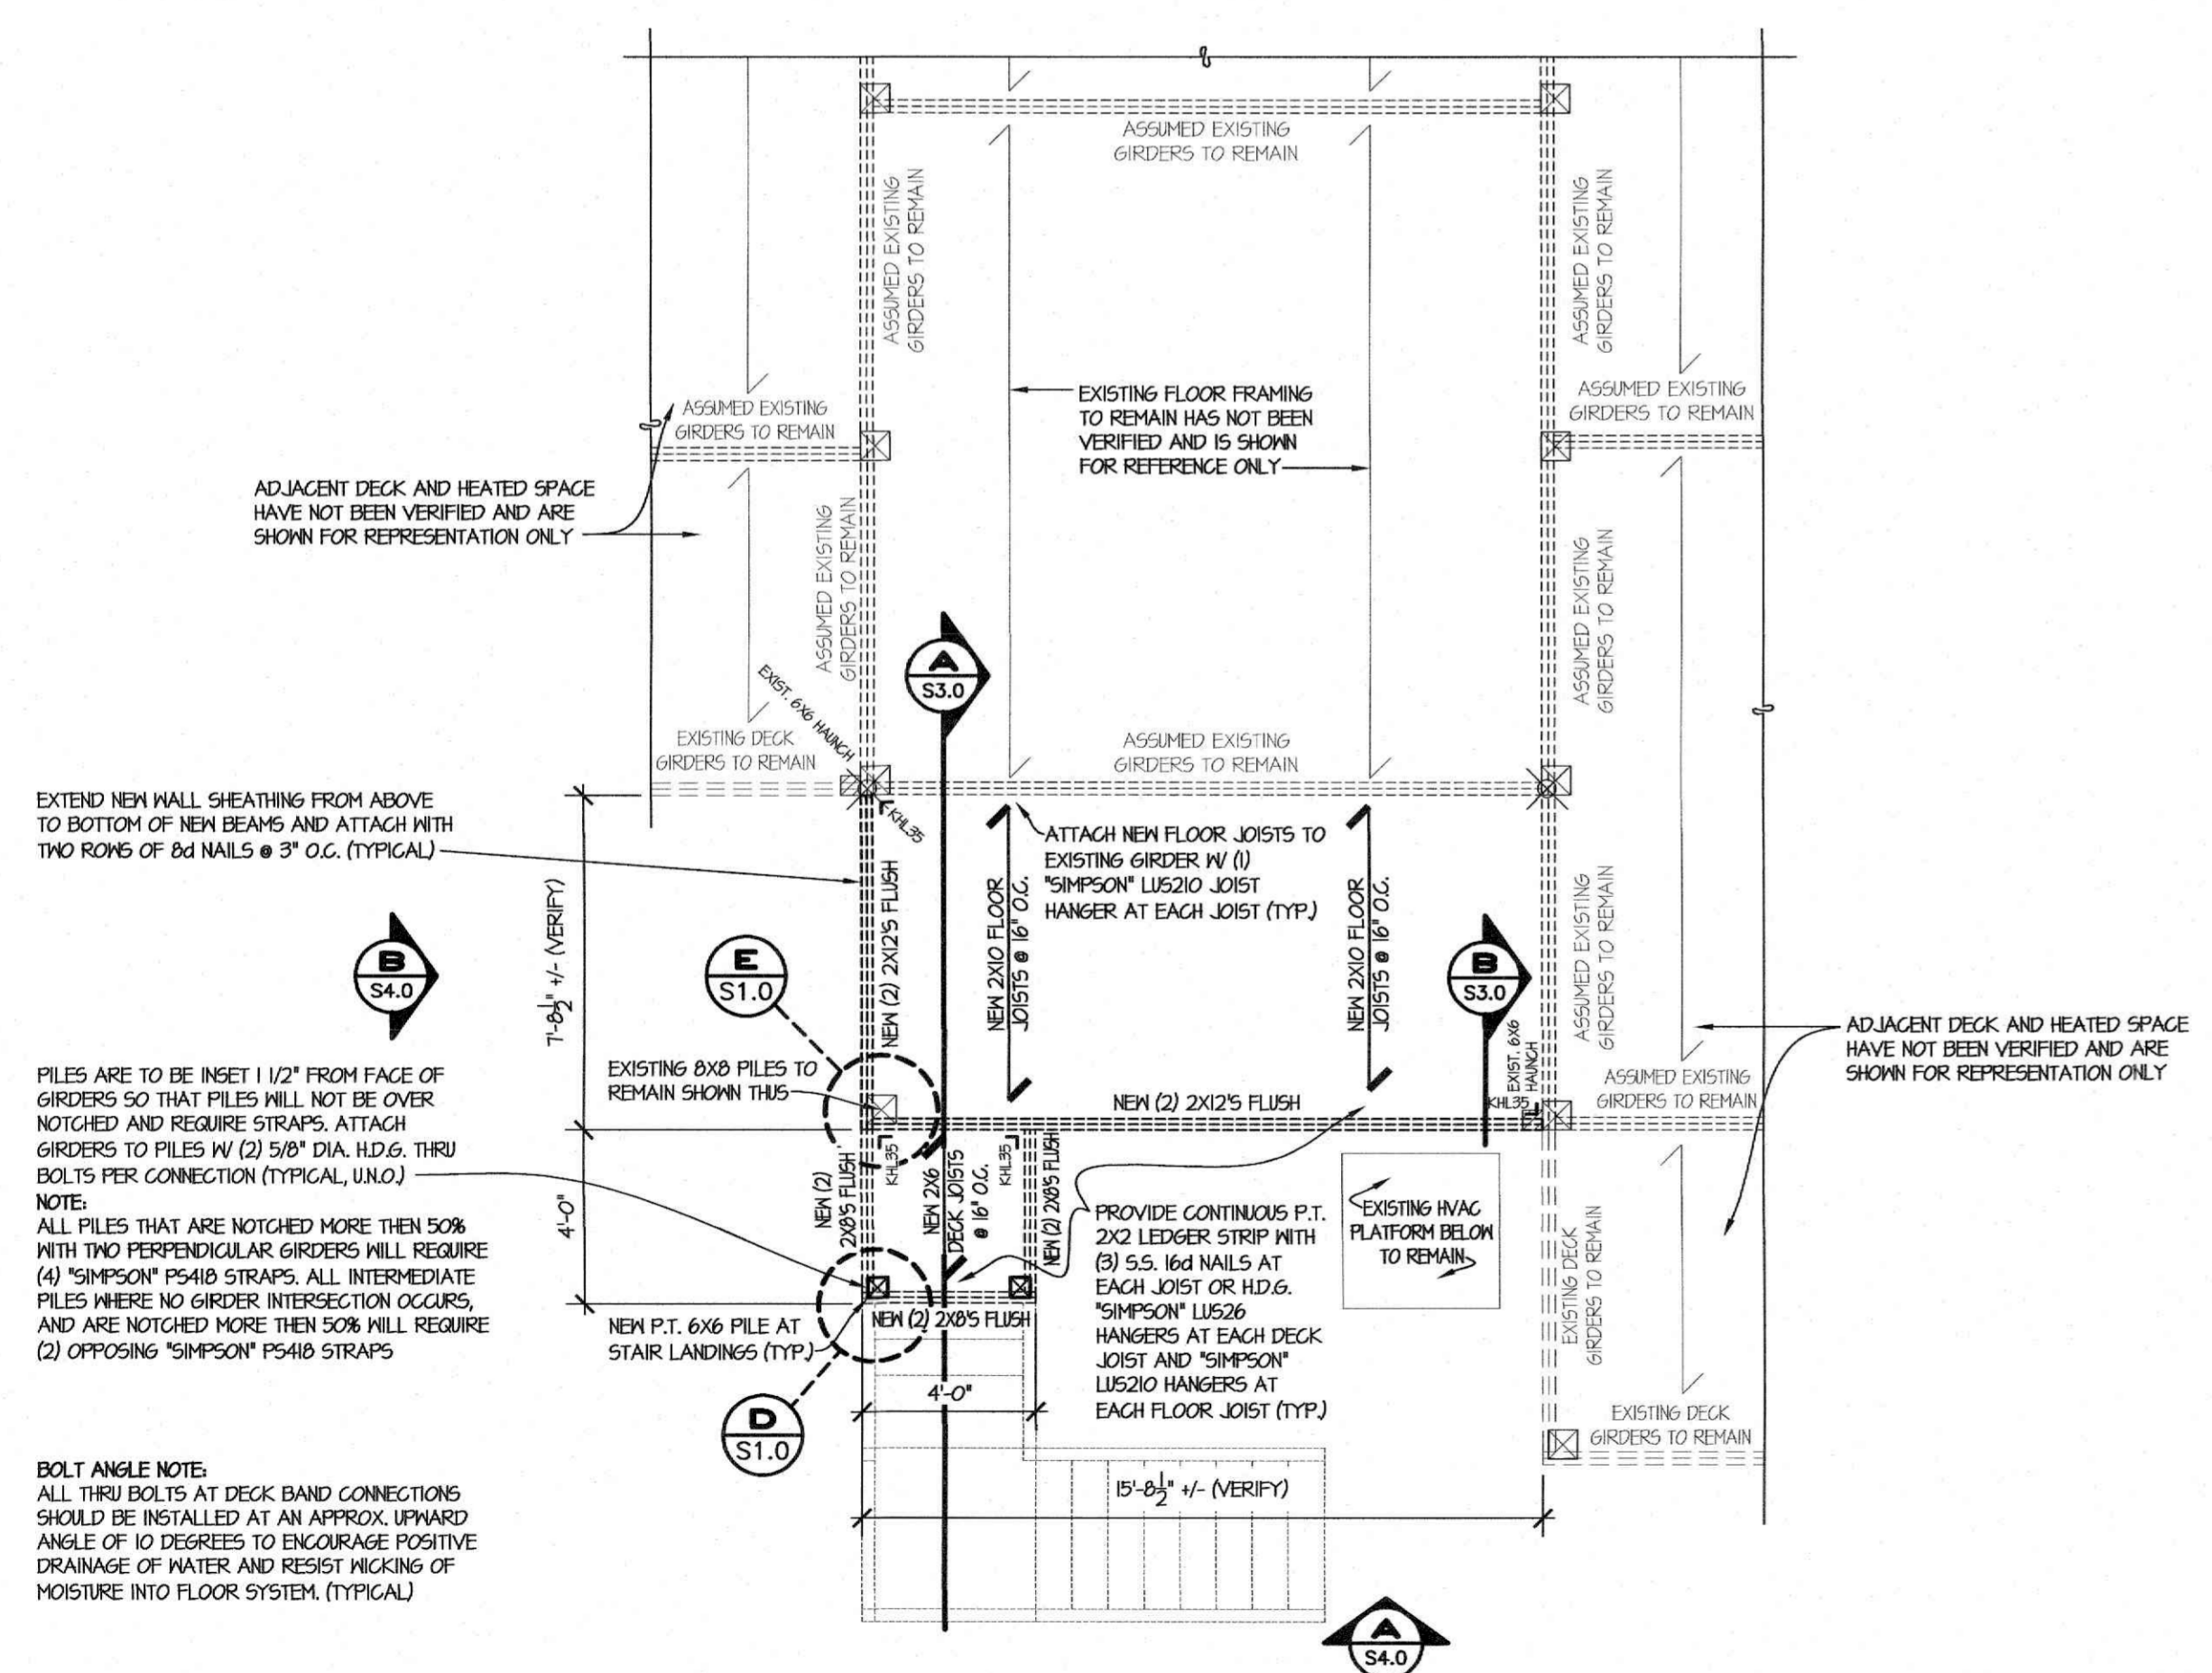 ASSUMED EXISTING
GIRDERS TO REMAIN
ASSUMED EXISTING
GIRDERS TO REMAIN
ASSUMED EXISTING
GIRDERS TO REMAIN
ASSUMED EXISTING
GIRDERS TO REMAIN
ASSUMED EXISTING
GIRDERS TO REMAIN
EXISTING FLOOR FRAMING
TO REMAIN HAS NOT BEEN
VERIFIED AND IS SHOWN
FOR REFERENCE ONLY
ADJACENT DECK AND HEATED SPACE
HAVE NOT BEEN VERIFIED AND ARE
SHOWN FOR REPRESENTATION ONLY
ASSUMED EXISTING
GIRDERS TO REMAIN
ASSUMED EXISTING
GIRDERS TO REMAIN
A
S3.0
EXIST. 6X6 HAUNCH
EXISTING DECK
GIRDERS TO REMAIN
ASSUMED EXISTING
GIRDERS TO REMAIN
EXTEND NEW WALL SHEATHING FROM ABOVE
TO BOTTOM OF NEW BEAMS AND ATTACH WITH
TWO ROWS OF 8d NAILS @ 3" O.C. (TYPICAL)
KHL35
ATTACH NEW FLOOR JOISTS TO
EXISTING GIRDER W/ (1)
"SIMPSON" LUS210 JOIST
HANGER AT EACH JOIST (TYP.)
7'-8 1/2" +/- (VERIFY)
NEW (2) 2X12'S FLUSH
NEW 2X10 FLOOR
JOISTS @ 16" O.C.
NEW 2X10 FLOOR
JOISTS @ 16" O.C.
ASSUMED EXISTING
GIRDERS TO REMAIN
B
S4.0
E
S1.0
B
S3.0
EXIST. 6X6
HAUNCH
KHL35
ADJACENT DECK AND HEATED SPACE
HAVE NOT BEEN VERIFIED AND ARE
SHOWN FOR REPRESENTATION ONLY
EXISTING 8X8 PILES TO
REMAIN SHOWN THUS
NEW (2) 2X12'S FLUSH
ASSUMED EXISTING
GIRDERS TO REMAIN
PILES ARE TO BE INSET 1 1/2" FROM FACE OF
GIRDERS SO THAT PILES WILL NOT BE OVER
NOTCHED AND REQUIRE STRAPS. ATTACH
GIRDERS TO PILES W/ (2) 5/8" DIA. H.D.G. THRU
BOLTS PER CONNECTION (TYPICAL, U.N.O.)
NOTE:
ALL PILES THAT ARE NOTCHED MORE THEN 50%
WITH TWO PERPENDICULAR GIRDERS WILL REQUIRE
(4) "SIMPSON" PS418 STRAPS. ALL INTERMEDIATE
PILES WHERE NO GIRDER INTERSECTION OCCURS,
AND ARE NOTCHED MORE THEN 50% WILL REQUIRE
(2) OPPOSING "SIMPSON" PS418 STRAPS
4'-0"
NEW (2)
2X8'S FLUSH
KHL35
NEW 2X6
DECK JOISTS
@ 16" O.C.
KHL35
NEW (2) 2X8'S FLUSH
PROVIDE CONTINUOUS P.T.
2X2 LEDGER STRIP WITH
(3) S.S. 16d NAILS AT
EACH JOIST OR H.D.G.
"SIMPSON" LUS26
HANGERS AT EACH DECK
JOIST AND "SIMPSON"
LUS210 HANGERS AT
EACH FLOOR JOIST (TYP.)
EXISTING HVAC
PLATFORM BELOW
TO REMAIN
EXISTING DECK
GIRDERS TO REMAIN
NEW P.T. 6X6 PILE AT
STAIR LANDINGS (TYP.)
NEW (2) 2X8'S FLUSH
4'-0"
D
S1.0
EXISTING DECK
GIRDERS TO REMAIN
BOLT ANGLE NOTE:
ALL THRU BOLTS AT DECK BAND CONNECTIONS
SHOULD BE INSTALLED AT AN APPROX. UPWARD
ANGLE OF 10 DEGREES TO ENCOURAGE POSITIVE
DRAINAGE OF WATER AND RESIST WICKING OF
MOISTURE INTO FLOOR SYSTEM. (TYPICAL)
15'-8 1/2" +/- (VERIFY)
A
S4.0